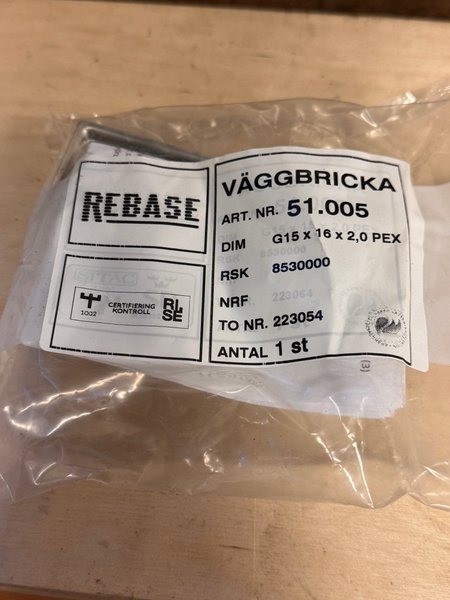 REBASE
1002
CERTIFIERING
KONTROLL
RI.
SE
VÄGGBRICKA
ART. NR. 51.005
DIM G15 x 16 x 2,0 PEX
RSK 8530000
NRF
TO NR. 223054
ANTAL 1 st